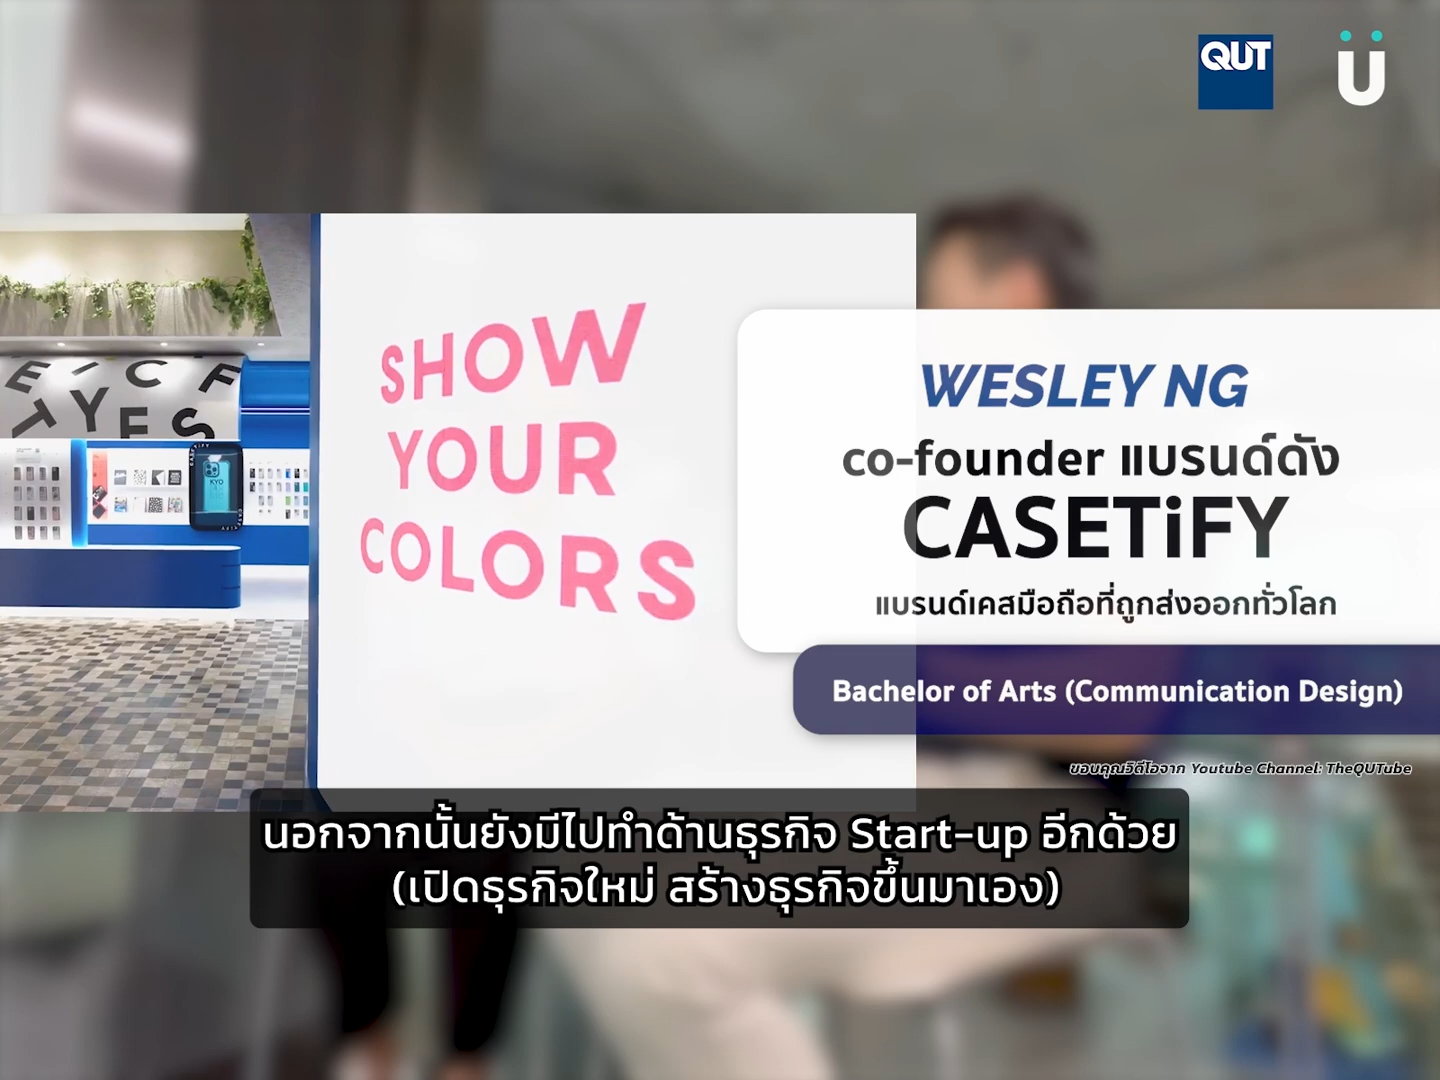 QUT
Ü
SHOW
YOUR
COLORS
WESLEY NG
co-founder แบรนด์ดัง
CASETiFY
แบรนด์เคสมือถือที่ถูกส่งออกทั่วโลก
Bachelor of Arts (Communication Design)
ขอบคุณวิดีโอจาก Youtube Channel: TheQUTube
นอกจากนั้นยังมีไปทำด้านธุรกิจ Start-up อีกด้วย
(เปิดธุรกิจใหม่ สร้างธุรกิจขึ้นมาเอง)